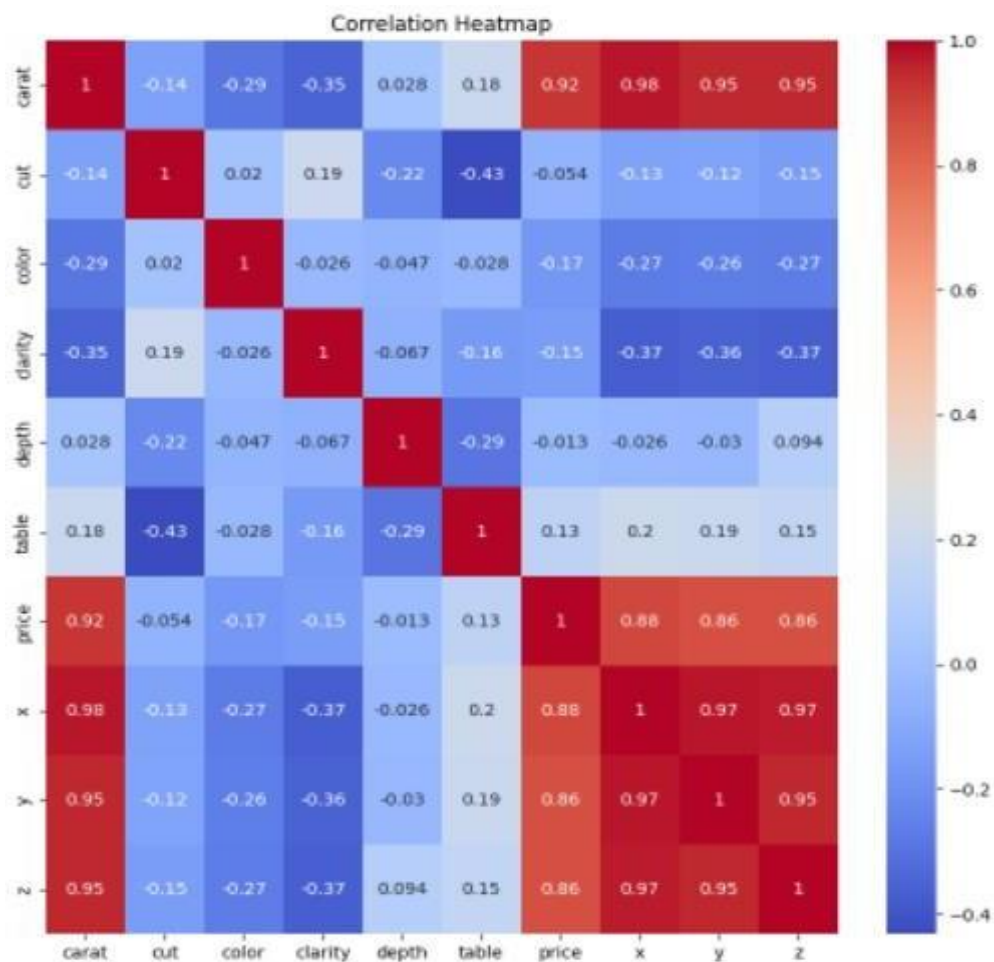 Correlation Heatmap
carat 1 -0.14 -0.29 -0.35 0.028 0.18 0.92 0.98 0.95 0.95
cut -0.14 1 0.02 0.19 -0.22 -0.43 -0.054 -0.13 -0.12 -0.15
color -0.29 0.02 1 -0.026 -0.047 -0.028 -0.17 -0.27 -0.26 -0.27
clarity -0.35 0.19 -0.026 1 -0.067 -0.16 -0.15 -0.37 -0.36 -0.37
depth 0.028 -0.22 -0.047 -0.067 1 -0.29 -0.013 -0.026 -0.03 0.094
table 0.18 -0.43 -0.028 -0.16 -0.29 1 0.13 0.2 0.19 0.15
price 0.92 -0.054 -0.17 -0.15 -0.013 0.13 1 0.88 0.86 0.86
x 0.98 -0.13 -0.27 -0.37 -0.026 0.2 0.88 1 0.97 0.97
y 0.95 -0.12 -0.26 -0.36 -0.03 0.19 0.86 0.97 1 0.95
z 0.95 -0.15 -0.27 -0.37 0.094 0.15 0.86 0.97 0.95 1
carat cut color clarity depth table price x y z
1.0
0.8
0.6
0.4
0.2
0.0
−0.2
−0.4